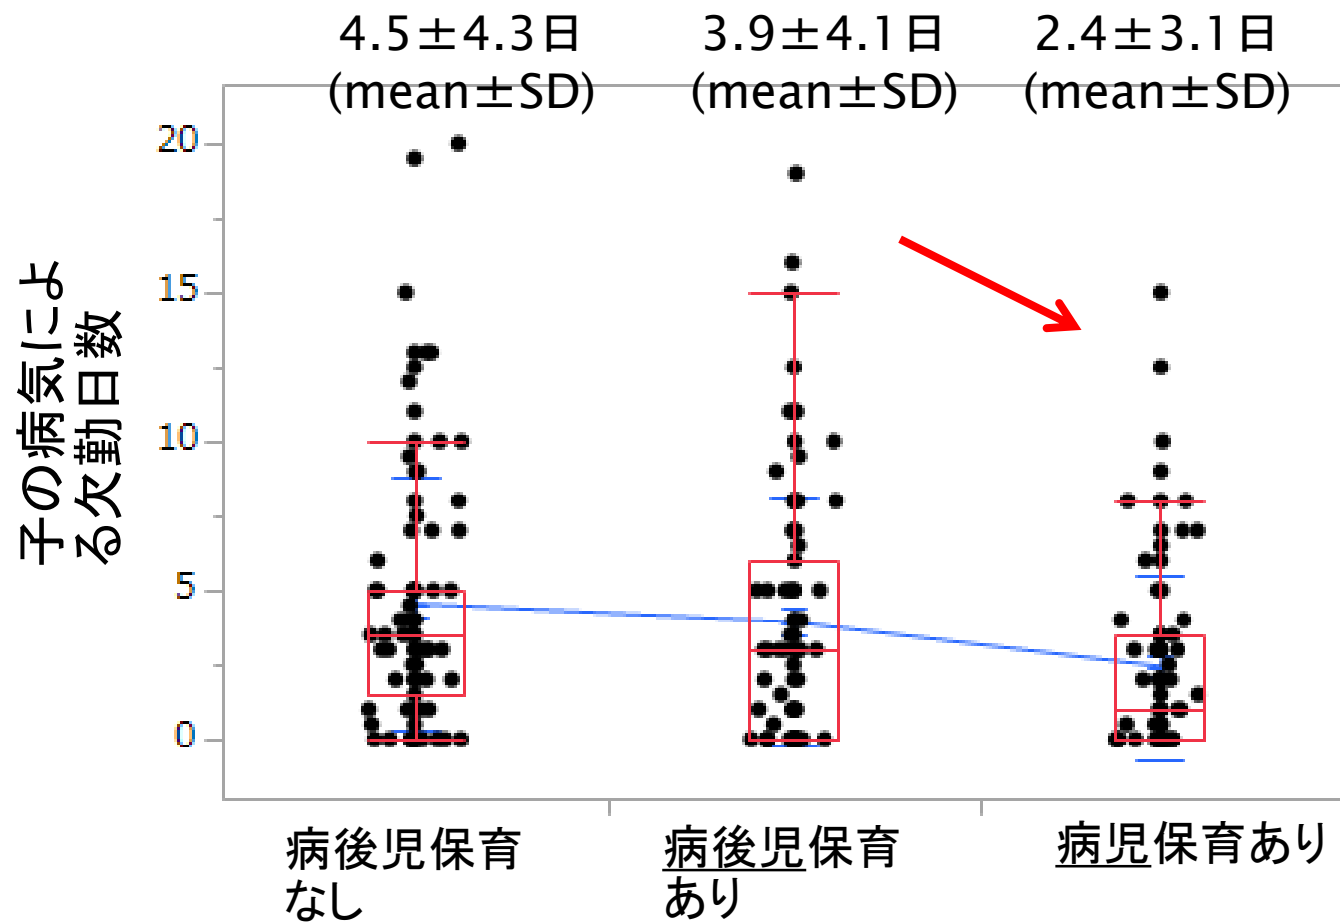 4.5±4.3日
(mean±SD)
3.9±4.1日
(mean±SD)
2.4±3.1日
(mean±SD)
子の病気によ
る欠勤日数
20
15
10
5
0
病後児保育
なし
病後児保育
あり
病児保育あり